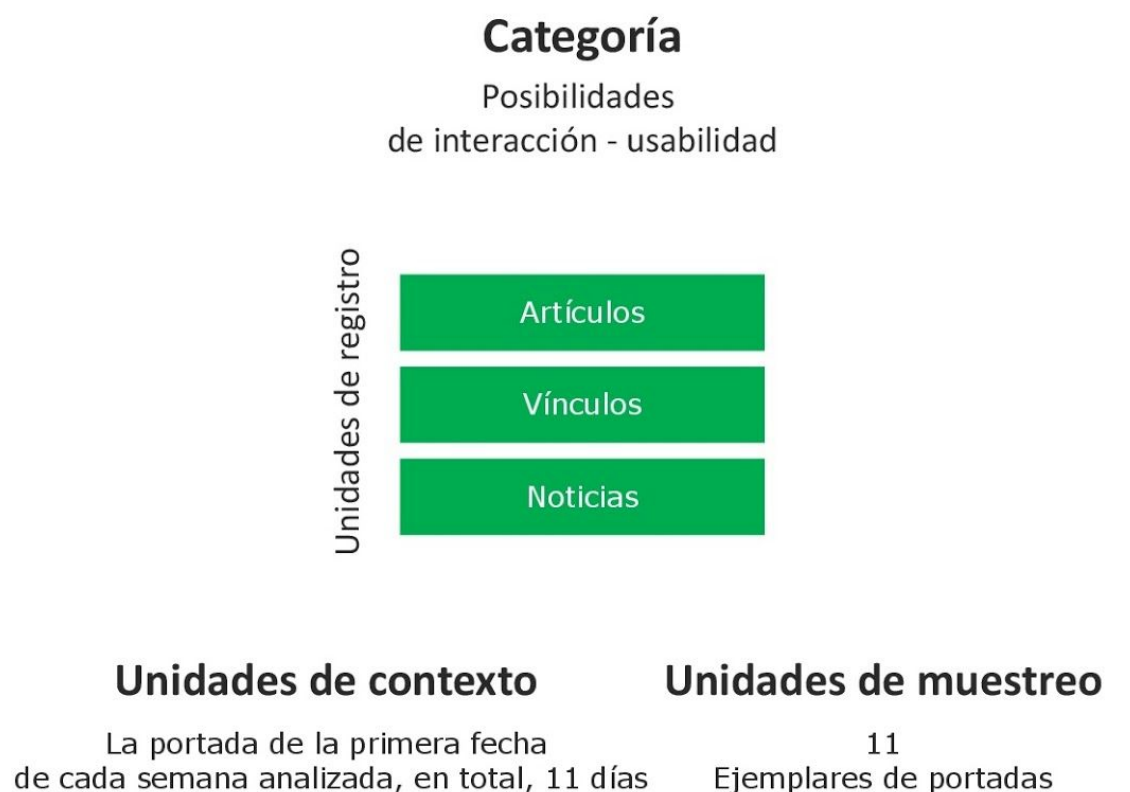 Categoría
Posibilidades
de interacción - usabilidad
Unidades de registro
Artículos
Vínculos
Noticias
Unidades de contexto
La portada de la primera fecha
de cada semana analizada, en total, 11 días
Unidades de muestreo
11
Ejemplares de portadas